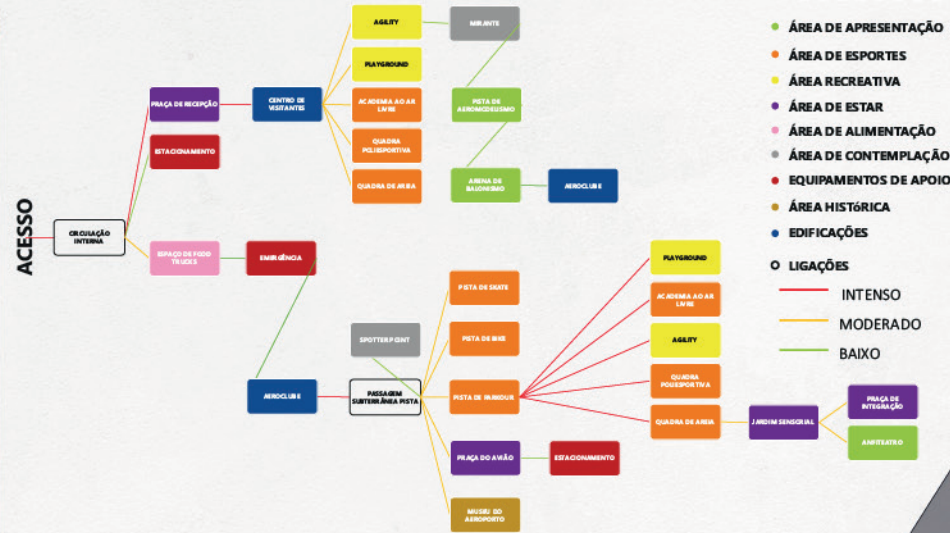 ACESSO
CIRCULAÇÃO
INTERNA
PRAÇA DE RECEPÇÃO
ESTACIONAMENTO
ESPAÇO DE FOOD
TRUCKS
EMERGÊNCIA
CENTRO DE
VISITANTES
AGILITY
PLAYGROUND
ACADEMIA AO AR
LIVRE
QUADRA
POLIESPORTIVA
QUADRA DE AREIA
MIRANTE
PISTA DE
AEROMODELISMO
ARENA DE
BALONISMO
AEROCLUBE
AEROCLUBE
SPOTTER POINT
PASSAGEM
SUBTERRÂNEA PISTA
PISTA DE SKATE
PISTA DE BIKE
PISTA DE PARKOUR
PRAÇA DO AVIÃO
ESTACIONAMENTO
MUSEU DO
AEROPORTO
PLAYGROUND
ACADEMIA AO AR
LIVRE
AGILITY
QUADRA
POLIESPORTIVA
QUADRA DE AREIA
JARDIM SENSORIAL
PRAÇA DE
INTEGRAÇÃO
ANFITEATRO
ÁREA DE APRESENTAÇÃO
ÁREA DE ESPORTES
ÁREA RECREATIVA
ÁREA DE ESTAR
ÁREA DE ALIMENTAÇÃO
ÁREA DE CONTEMPLAÇÃO
EQUIPAMENTOS DE APOIO
ÁREA HISTÓRICA
EDIFICAÇÕES
LIGAÇÕES
INTENSO
MODERADO
BAIXO